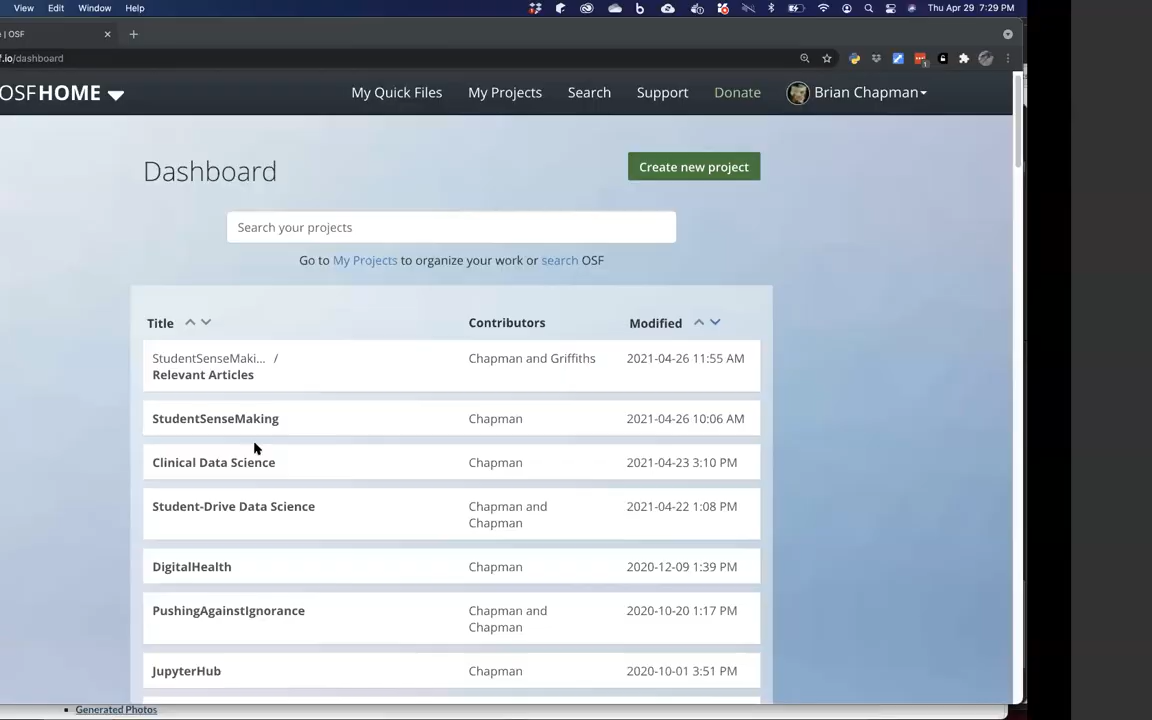 View Edit Window Help Thu Apr 29 7:29 PM
| OSF
f.io/dashboard
1
OSFHOME My Quick Files My Projects Search Support Donate Brian Chapman
Dashboard
Create new project
Search your projects
Go to My Projects to organize your work or search OSF
Title Contributors Modified
StudentSenseMaki... / Chapman and Griffiths 2021-04-26 11:55 AM
Relevant Articles
StudentSenseMaking Chapman 2021-04-26 10:06 AM
Clinical Data Science Chapman 2021-04-23 3:10 PM
Student-Drive Data Science Chapman and 2021-04-22 1:08 PM
Chapman
DigitalHealth Chapman 2020-12-09 1:39 PM
PushingAgainstIgnorance Chapman and 2020-10-20 1:17 PM
Chapman
JupyterHub Chapman 2020-10-01 3:51 PM
Generated Photos